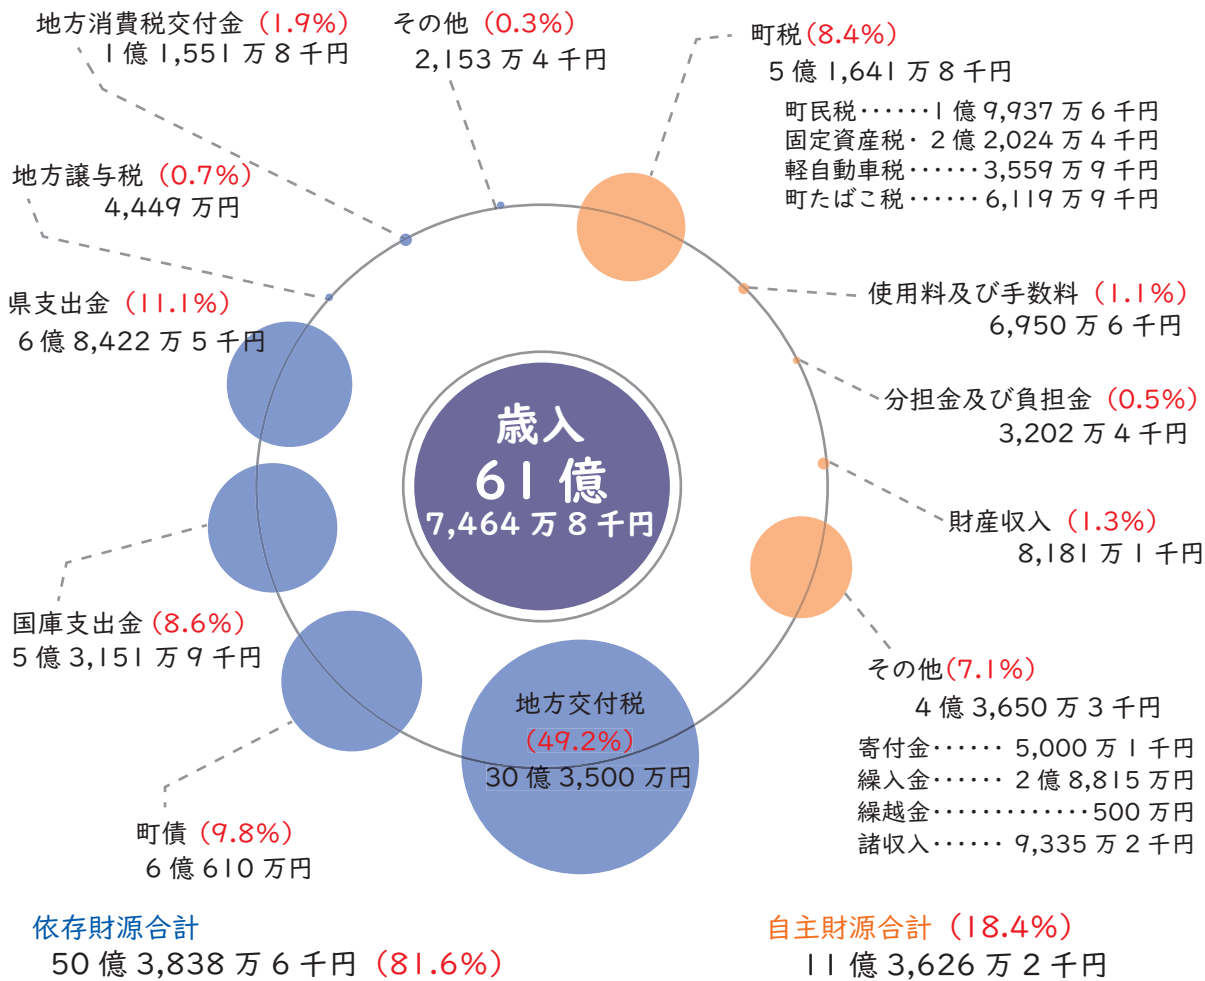 地方消費税交付金（1.9%）
1億1,551万8千円
その他（0.3%）
2,153万4千円
町税(8.4%)
5億1,641万8千円
町民税‥‥‥1億9,937万6千円
固定資産税・2億2,024万4千円
軽自動車税‥‥‥3,559万9千円
町たばこ税‥‥‥6,119万9千円
地方譲与税（0.7%）
4,449万円
県支出金（11.1%）
6億8,422万5千円
使用料及び手数料（1.1%）
6,950万6千円
分担金及び負担金（0.5%）
3,202万4千円
歳入
61億
7,464万8千円
財産収入（1.3%）
8,181万1千円
国庫支出金(8.6%)
5億3,151万9千円
その他(7.1%)
4億3,650万3千円
寄付金‥‥‥ 5,000万1千円
繰入金‥‥‥ 2億8,815万円
繰越金‥‥‥‥‥‥‥500万円
諸収入‥‥‥ 9,335万2千円
地方交付税
(49.2%)
30億3,500万円
町債（9.8%）
6億610万円
依存財源合計
50億3,838万6千円（81.6%）
自主財源合計（18.4%）
11億3,626万2千円